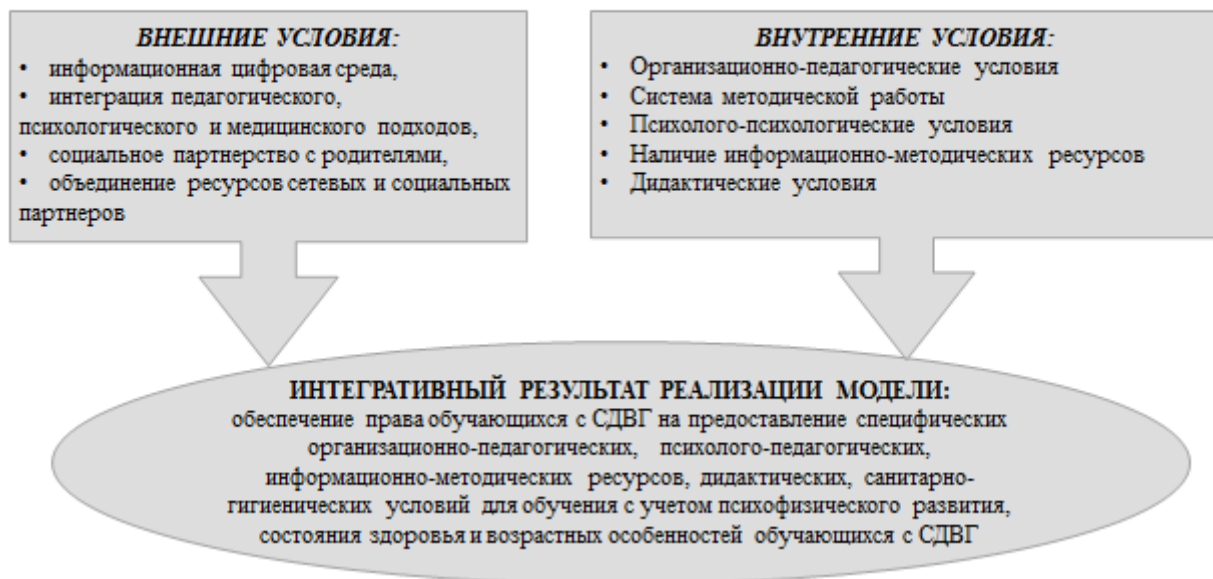 ВНЕШНИЕ УСЛОВИЯ:
• информационная цифровая среда,
• интеграция педагогического,
психологического и медицинского подходов,
• социальное партнерство с родителями,
• объединение ресурсов сетевых и социальных
партнеров
ВНУТРЕННИЕ УСЛОВИЯ:
• Организационно-педагогические условия
• Система методической работы
• Психолого-психологические условия
• Наличие информационно-методических ресурсов
• Дидактические условия
ИНТЕГРАТИВНЫЙ РЕЗУЛЬТАТ РЕАЛИЗАЦИИ МОДЕЛИ:
обеспечение права обучающихся с СДВГ на предоставление специфических
организационно-педагогических, психолого-педагогических,
информационно-методических ресурсов, дидактических, санитарно-
гигиенических условий для обучения с учетом психофизического развития,
состояния здоровья и возрастных особенностей обучающихся с СДВГ